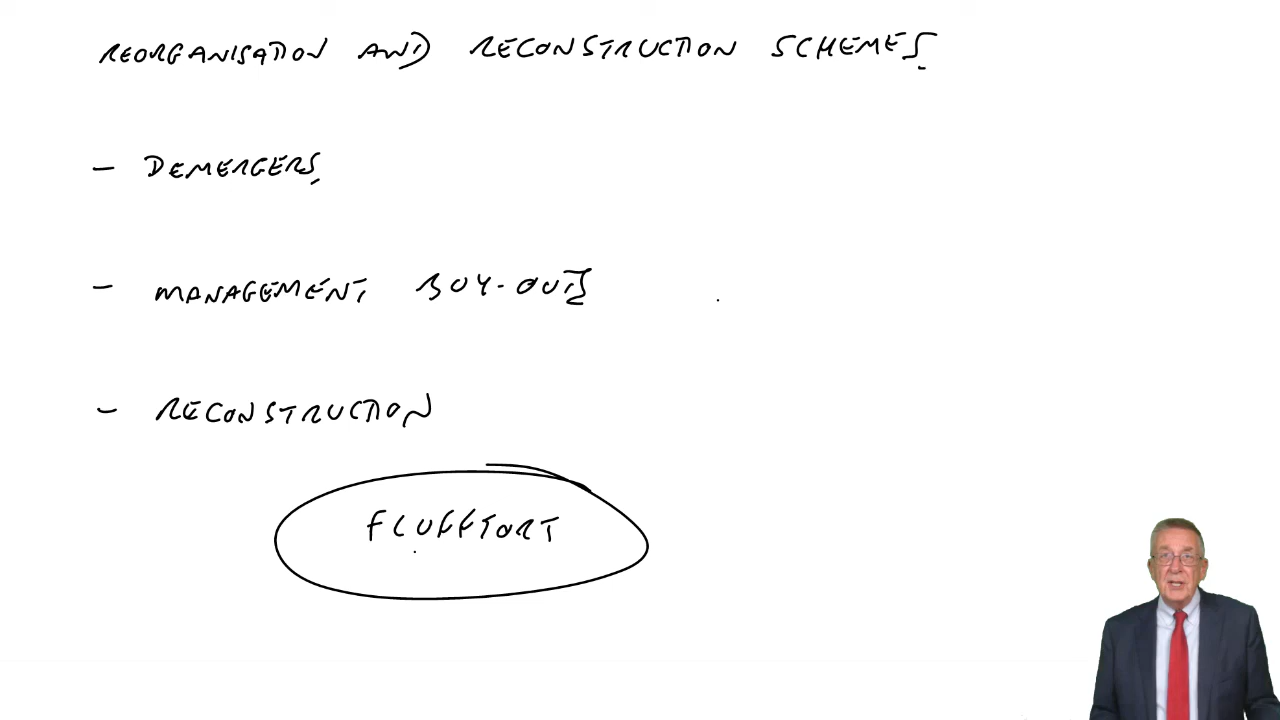 REORGANISATION AND RECONSTRUCTION SCHEMES
- DEMERGERS
- MANAGEMENT BUY-OUTS
- RECONSTRUCTION
FLUFFTORT